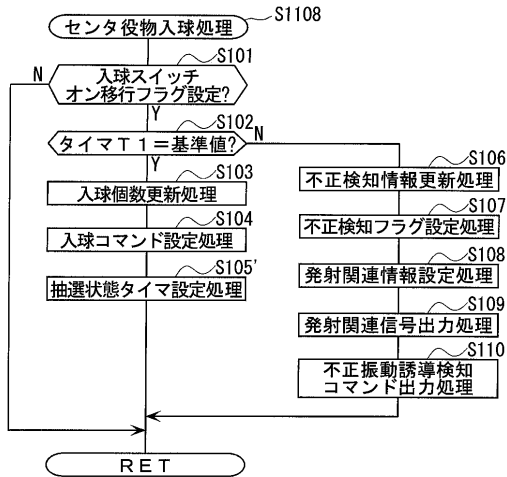 センタ役物入球処理
S1108
S101
N
入球スイッチ
オン移行フラグ設定?
Y
S102
タイマT1=基準値?
N
Y
S103
入球個数更新処理
S104
入球コマンド設定処理
S105'
抽選状態タイマ設定処理
S106
不正検知情報更新処理
S107
不正検知フラグ設定処理
S108
発射関連情報設定処理
S109
発射関連信号出力処理
S110
不正振動誘導検知
コマンド出力処理
RET